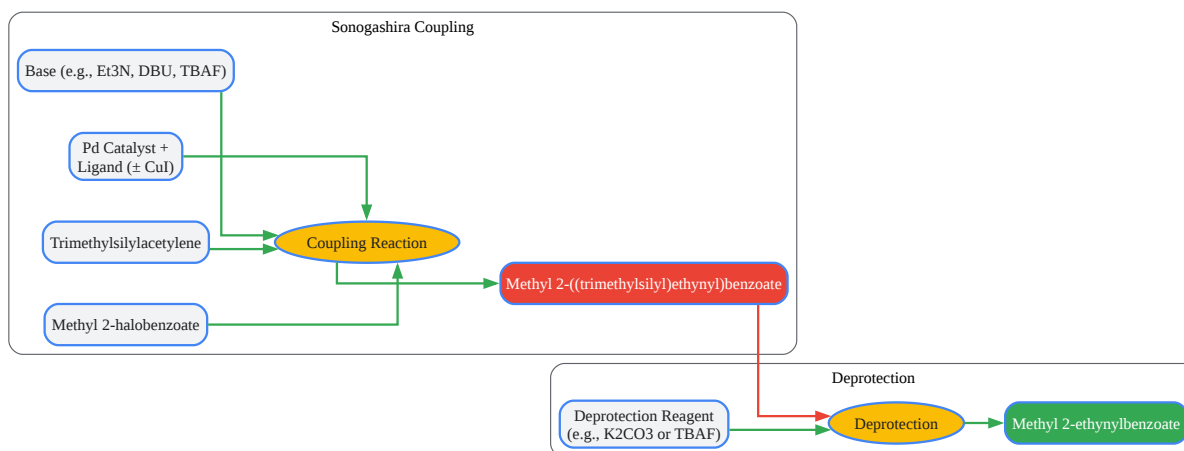 Sonogashira Coupling
Base (e.g., Et3N, DBU, TBAF)
Pd Catalyst +
Ligand (± CuI)
Trimethylsilylacetylene
Coupling Reaction
Methyl 2-((trimethylsilyl)ethynyl)benzoate
Methyl 2-halobenzoate
Deprotection
Deprotection Reagent
(e.g., K2CO3 or TBAF)
Deprotection
Methyl 2-ethynylbenzoate